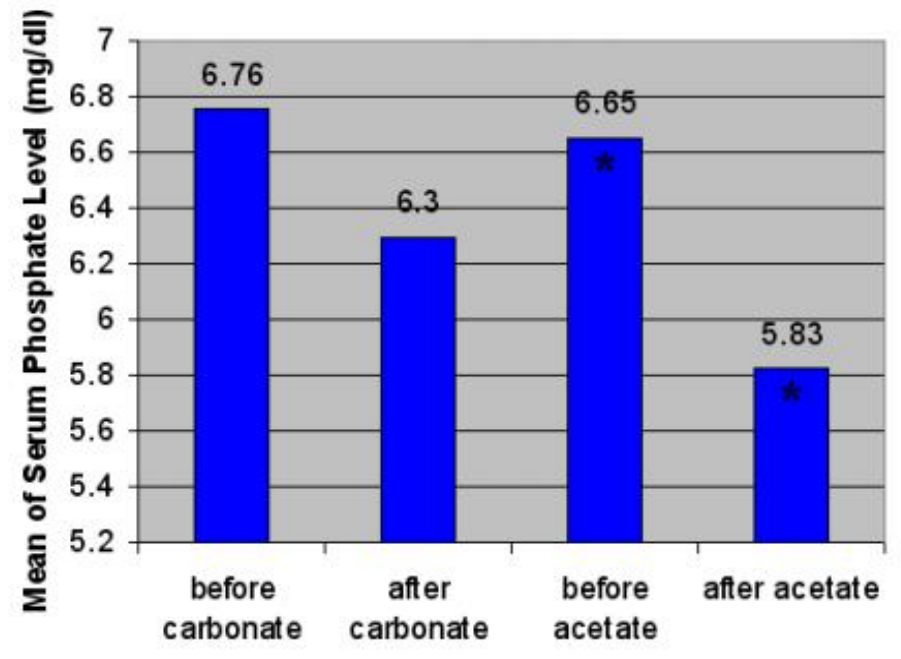 Mean of Serum Phosphate Level (mg/dl)
7
6.8
6.6
6.4
6.2
6
5.8
5.6
5.4
5.2
6.76
6.3
6.65
*
5.83
*
before
carbonate
after
carbonate
before
acetate
after acetate